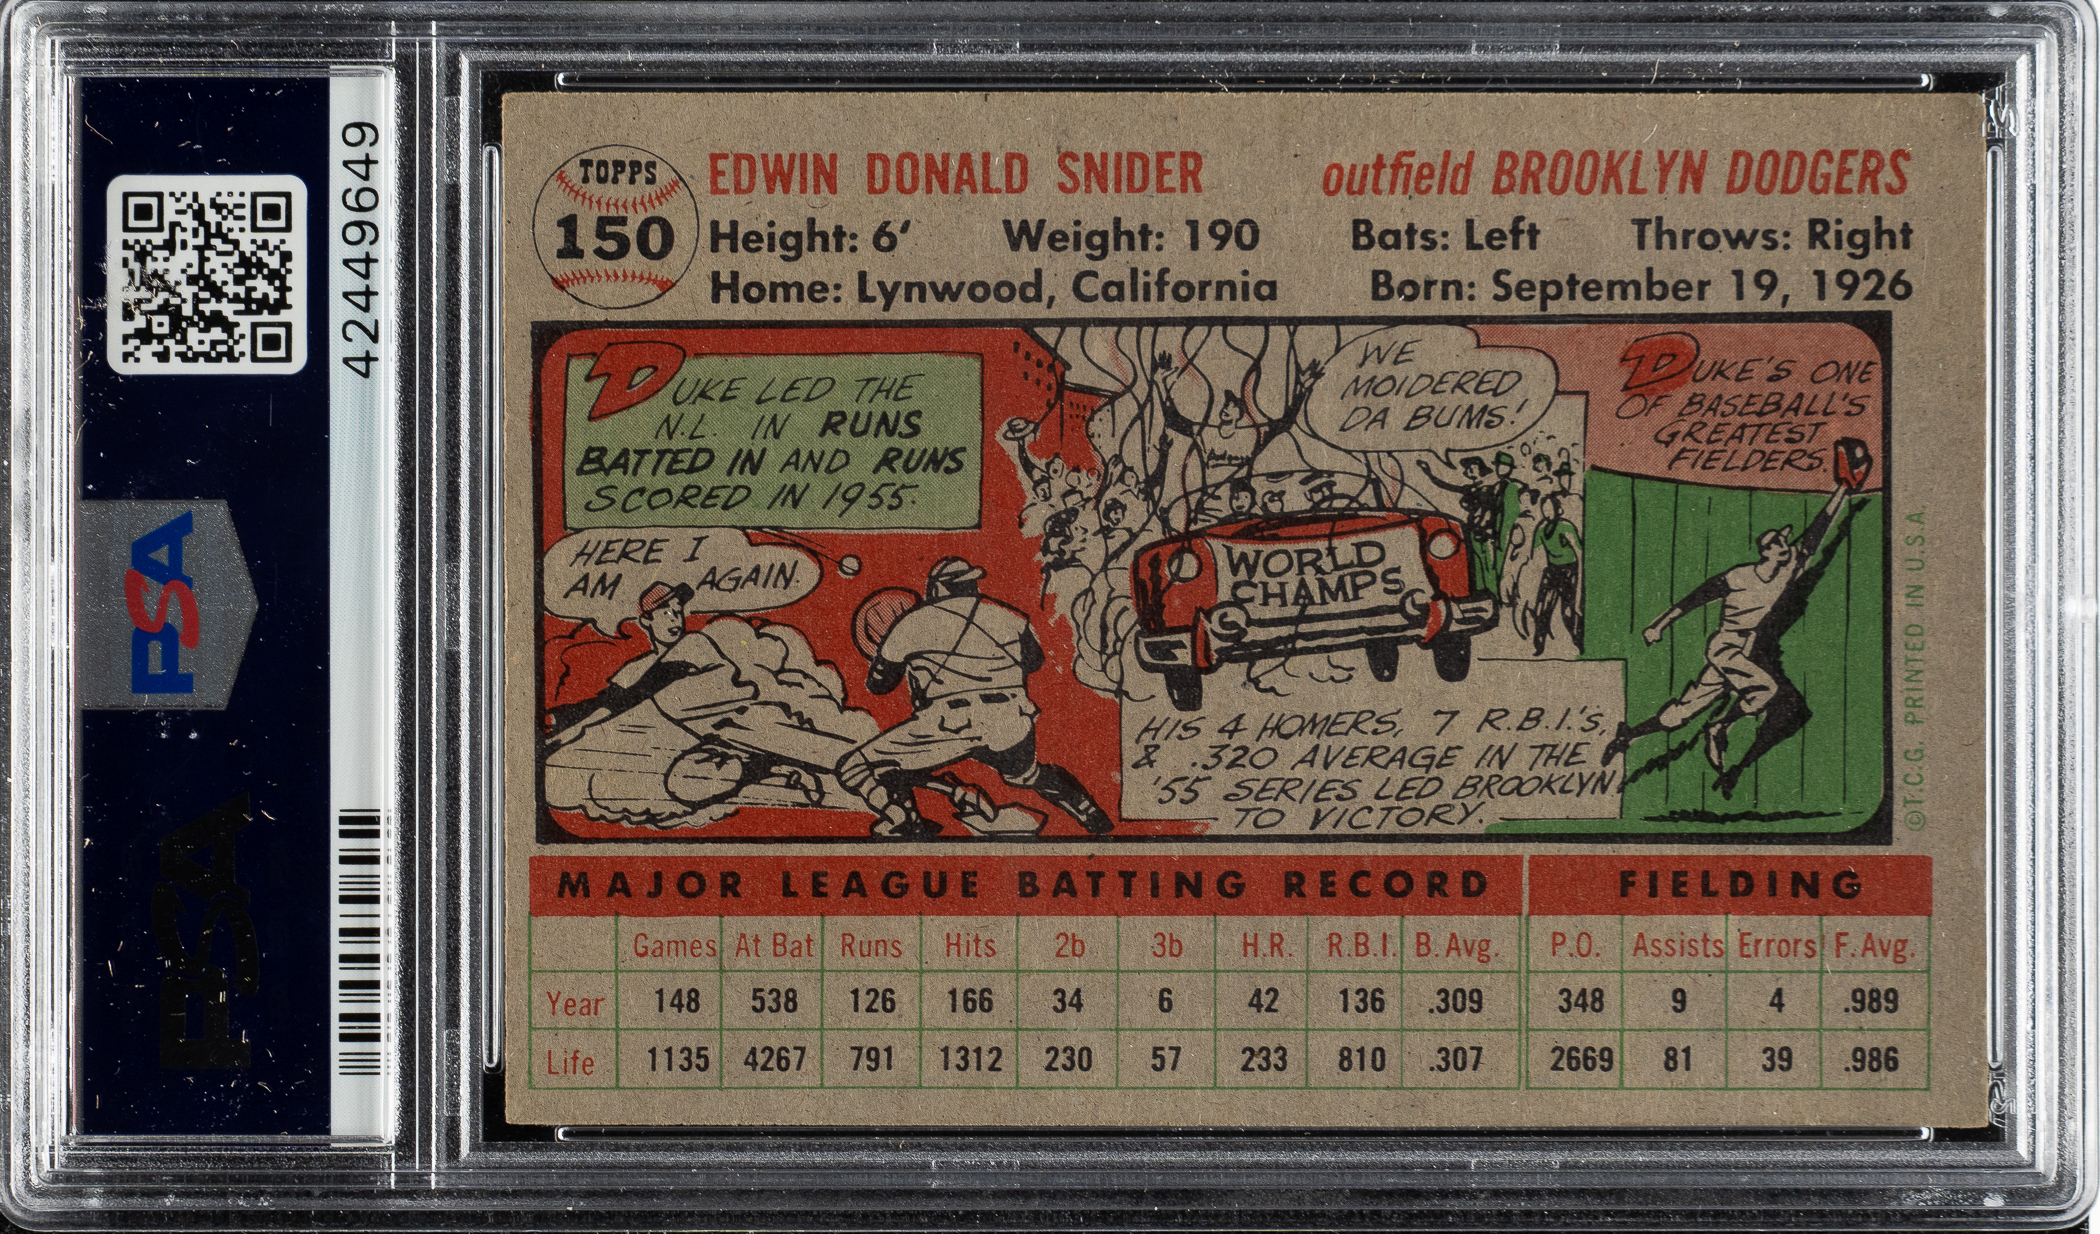 42449649
PSA
PSA
TOPPS
150
EDWIN DONALD SNIDER
outfield BROOKLYN DODGERS
Height: 6' Weight: 190 Bats: Left Throws: Right
Home: Lynwood, California Born: September 19, 1926
DUKE LED THE
N.L. IN RUNS
BATTED IN AND RUNS
SCORED IN 1955.
HERE I
AM AGAIN.
WE
MOIDERED
DA BUMS!
WORLD
CHAMPS
HIS 4 HOMERS, 7 R.B.I.'S,
& .320 AVERAGE IN THE
'55 SERIES LED BROOKLYN
TO VICTORY.
DUKE'S ONE
OF BASEBALL'S
GREATEST
FIELDERS.
©T.C.G. PRINTED IN U.S.A.
MAJOR LEAGUE BATTING RECORD FIELDING
Games At Bat Runs Hits 2b 3b H.R. R.B.I. B. Avg. P.O. Assists Errors F. Avg.
Year 148 538 126 166 34 6 42 136 .309 348 9 4 .989
Life 1135 4267 791 1312 230 57 233 810 .307 2669 81 39 .986